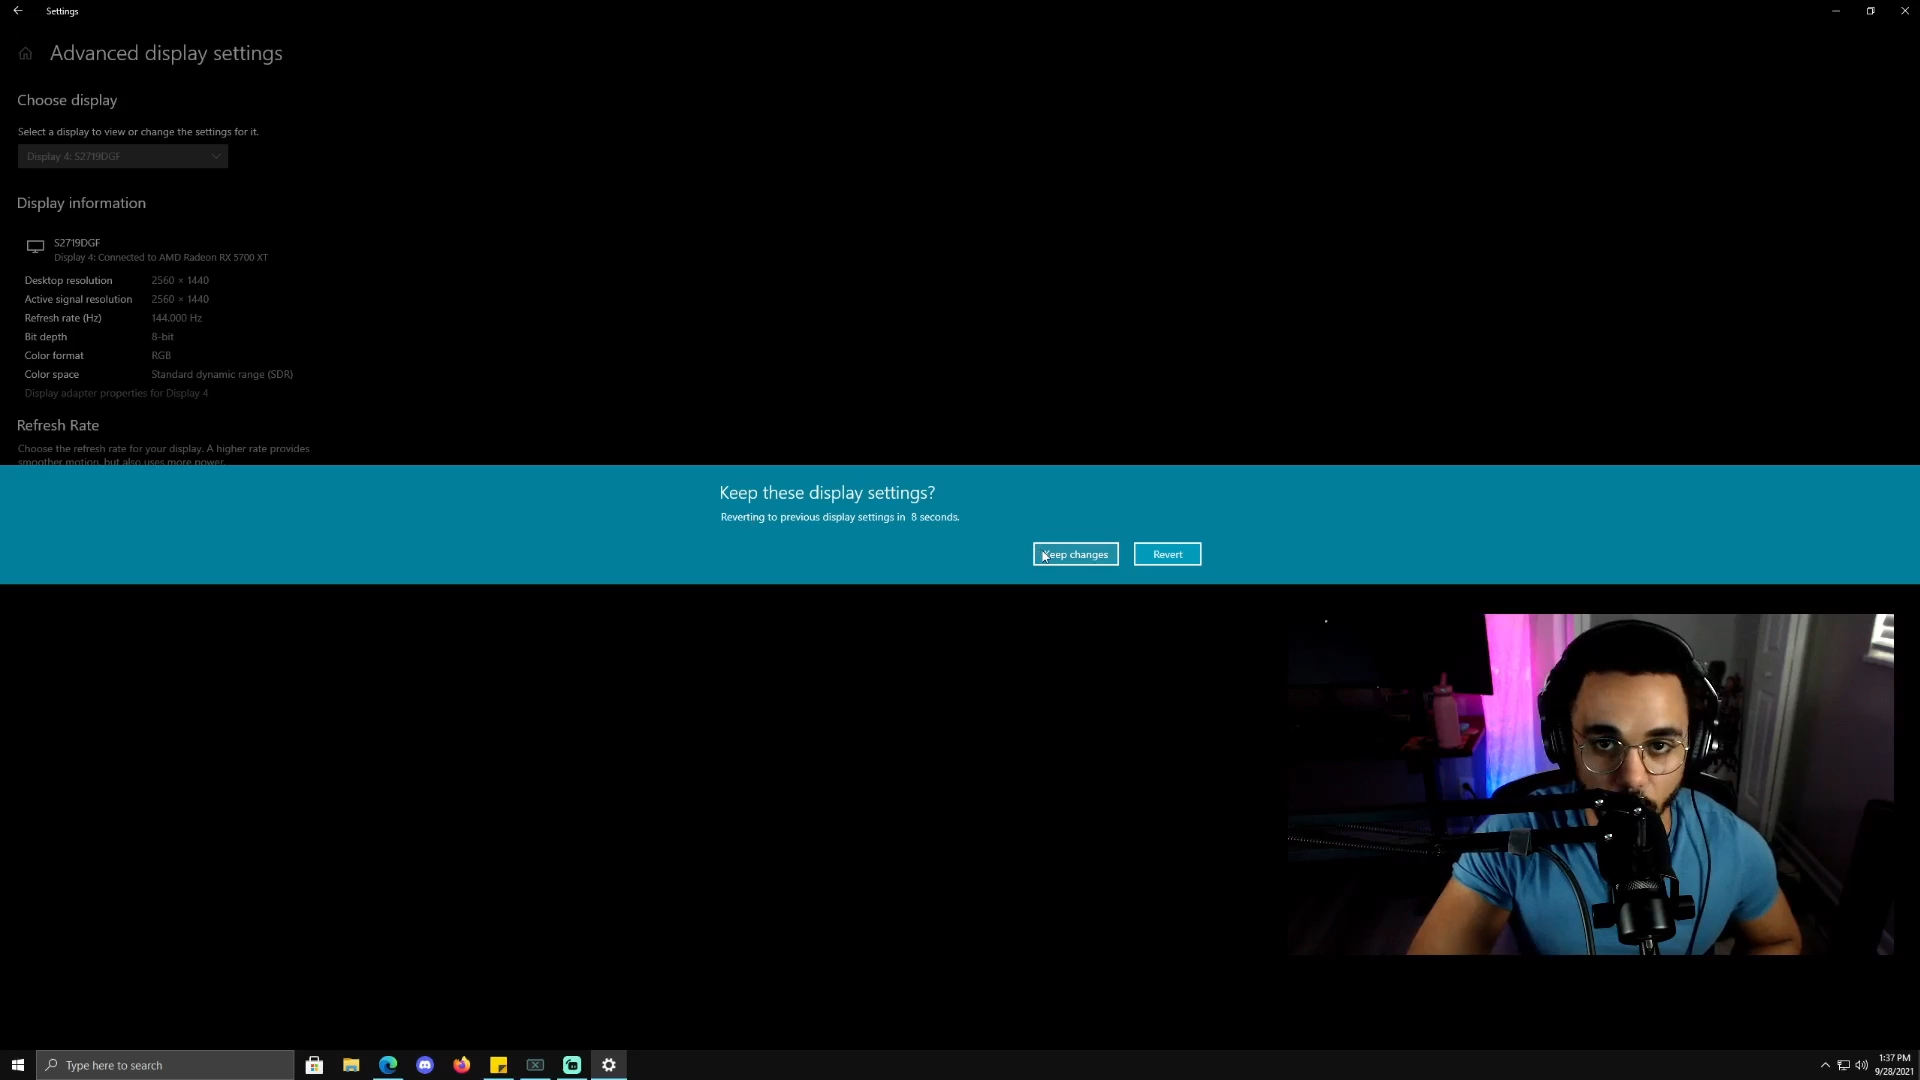 Settings
Advanced display settings
Choose display
Select a display to view or change the settings for it.
Display 4: S2719DGF
Display information
S2719DGF
Display 4: Connected to AMD Radeon RX 5700 XT
Desktop resolution 2560 × 1440
Active signal resolution 2560 × 1440
Refresh rate (Hz) 144.000 Hz
Bit depth 8-bit
Color format RGB
Color space Standard dynamic range (SDR)
Display adapter properties for Display 4
Refresh Rate
Choose the refresh rate for your display. A higher rate provides
smoother motion, but also uses more power.
Keep these display settings?
Reverting to previous display settings in 8 seconds.
Keep changes Revert
Type here to search
1:37 PM
9/28/2021